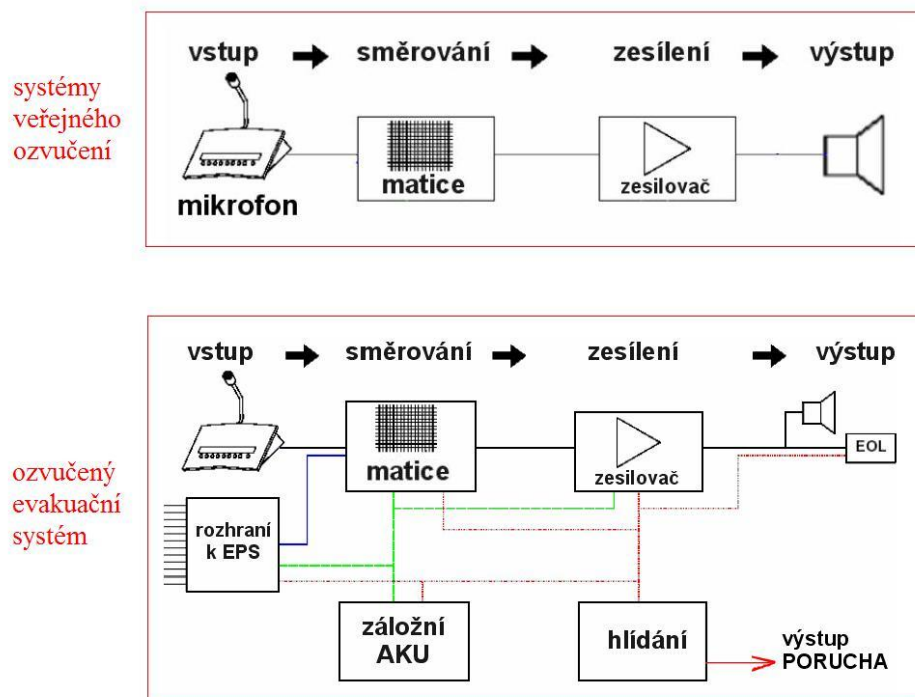 systémy
veřejného
ozvučení
vstup směrování zesílení výstup
matice
zesilovač
mikrofon
ozvučený
evakuační
systém
vstup směrování zesílení výstup
matice
zesilovač
EOL
rozhraní
k EPS
záložní
AKU
hlídání
výstup
PORUCHA